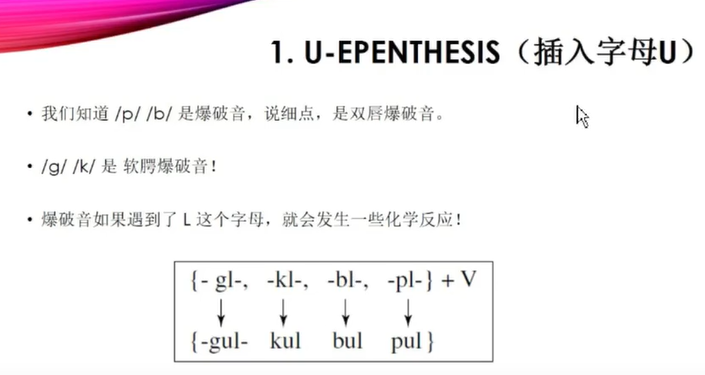 1. U-EPENTHESIS（插入字母U）
• 我们知道 /p/ /b/ 是爆破音，说细点，是双唇爆破音。
• /g/ /k/ 是 软腭爆破音！
• 爆破音如果遇到了 L 这个字母，就会发生一些化学反应！
{- gl-, -kl-, -bl-, -pl-} + V
↓ ↓ ↓ ↓
{-gul- kul bul pul}